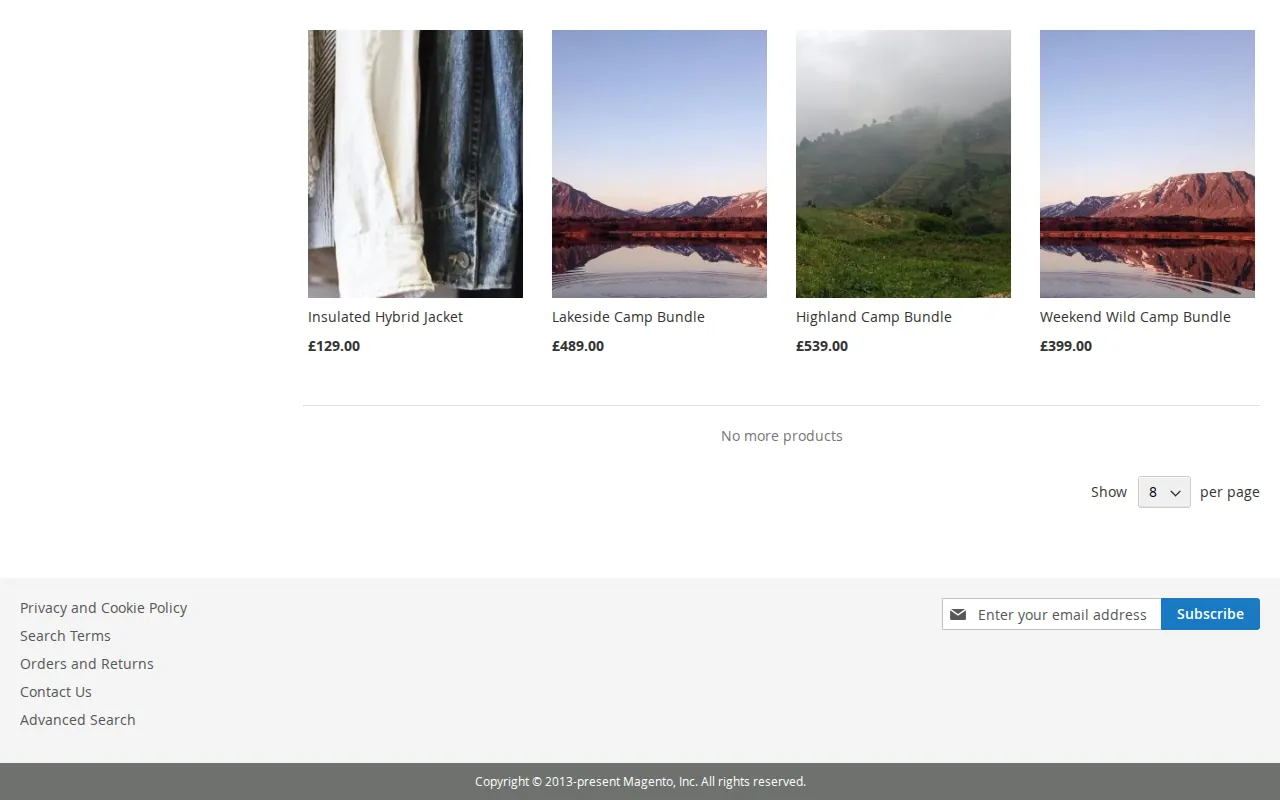 Insulated Hybrid Jacket
£129.00
Lakeside Camp Bundle
£489.00
Highland Camp Bundle
£539.00
Weekend Wild Camp Bundle
£399.00
No more products
Show 8 per page
Privacy and Cookie Policy
Search Terms
Orders and Returns
Contact Us
Advanced Search
Enter your email address
Subscribe
Copyright © 2013-present Magento, Inc. All rights reserved.